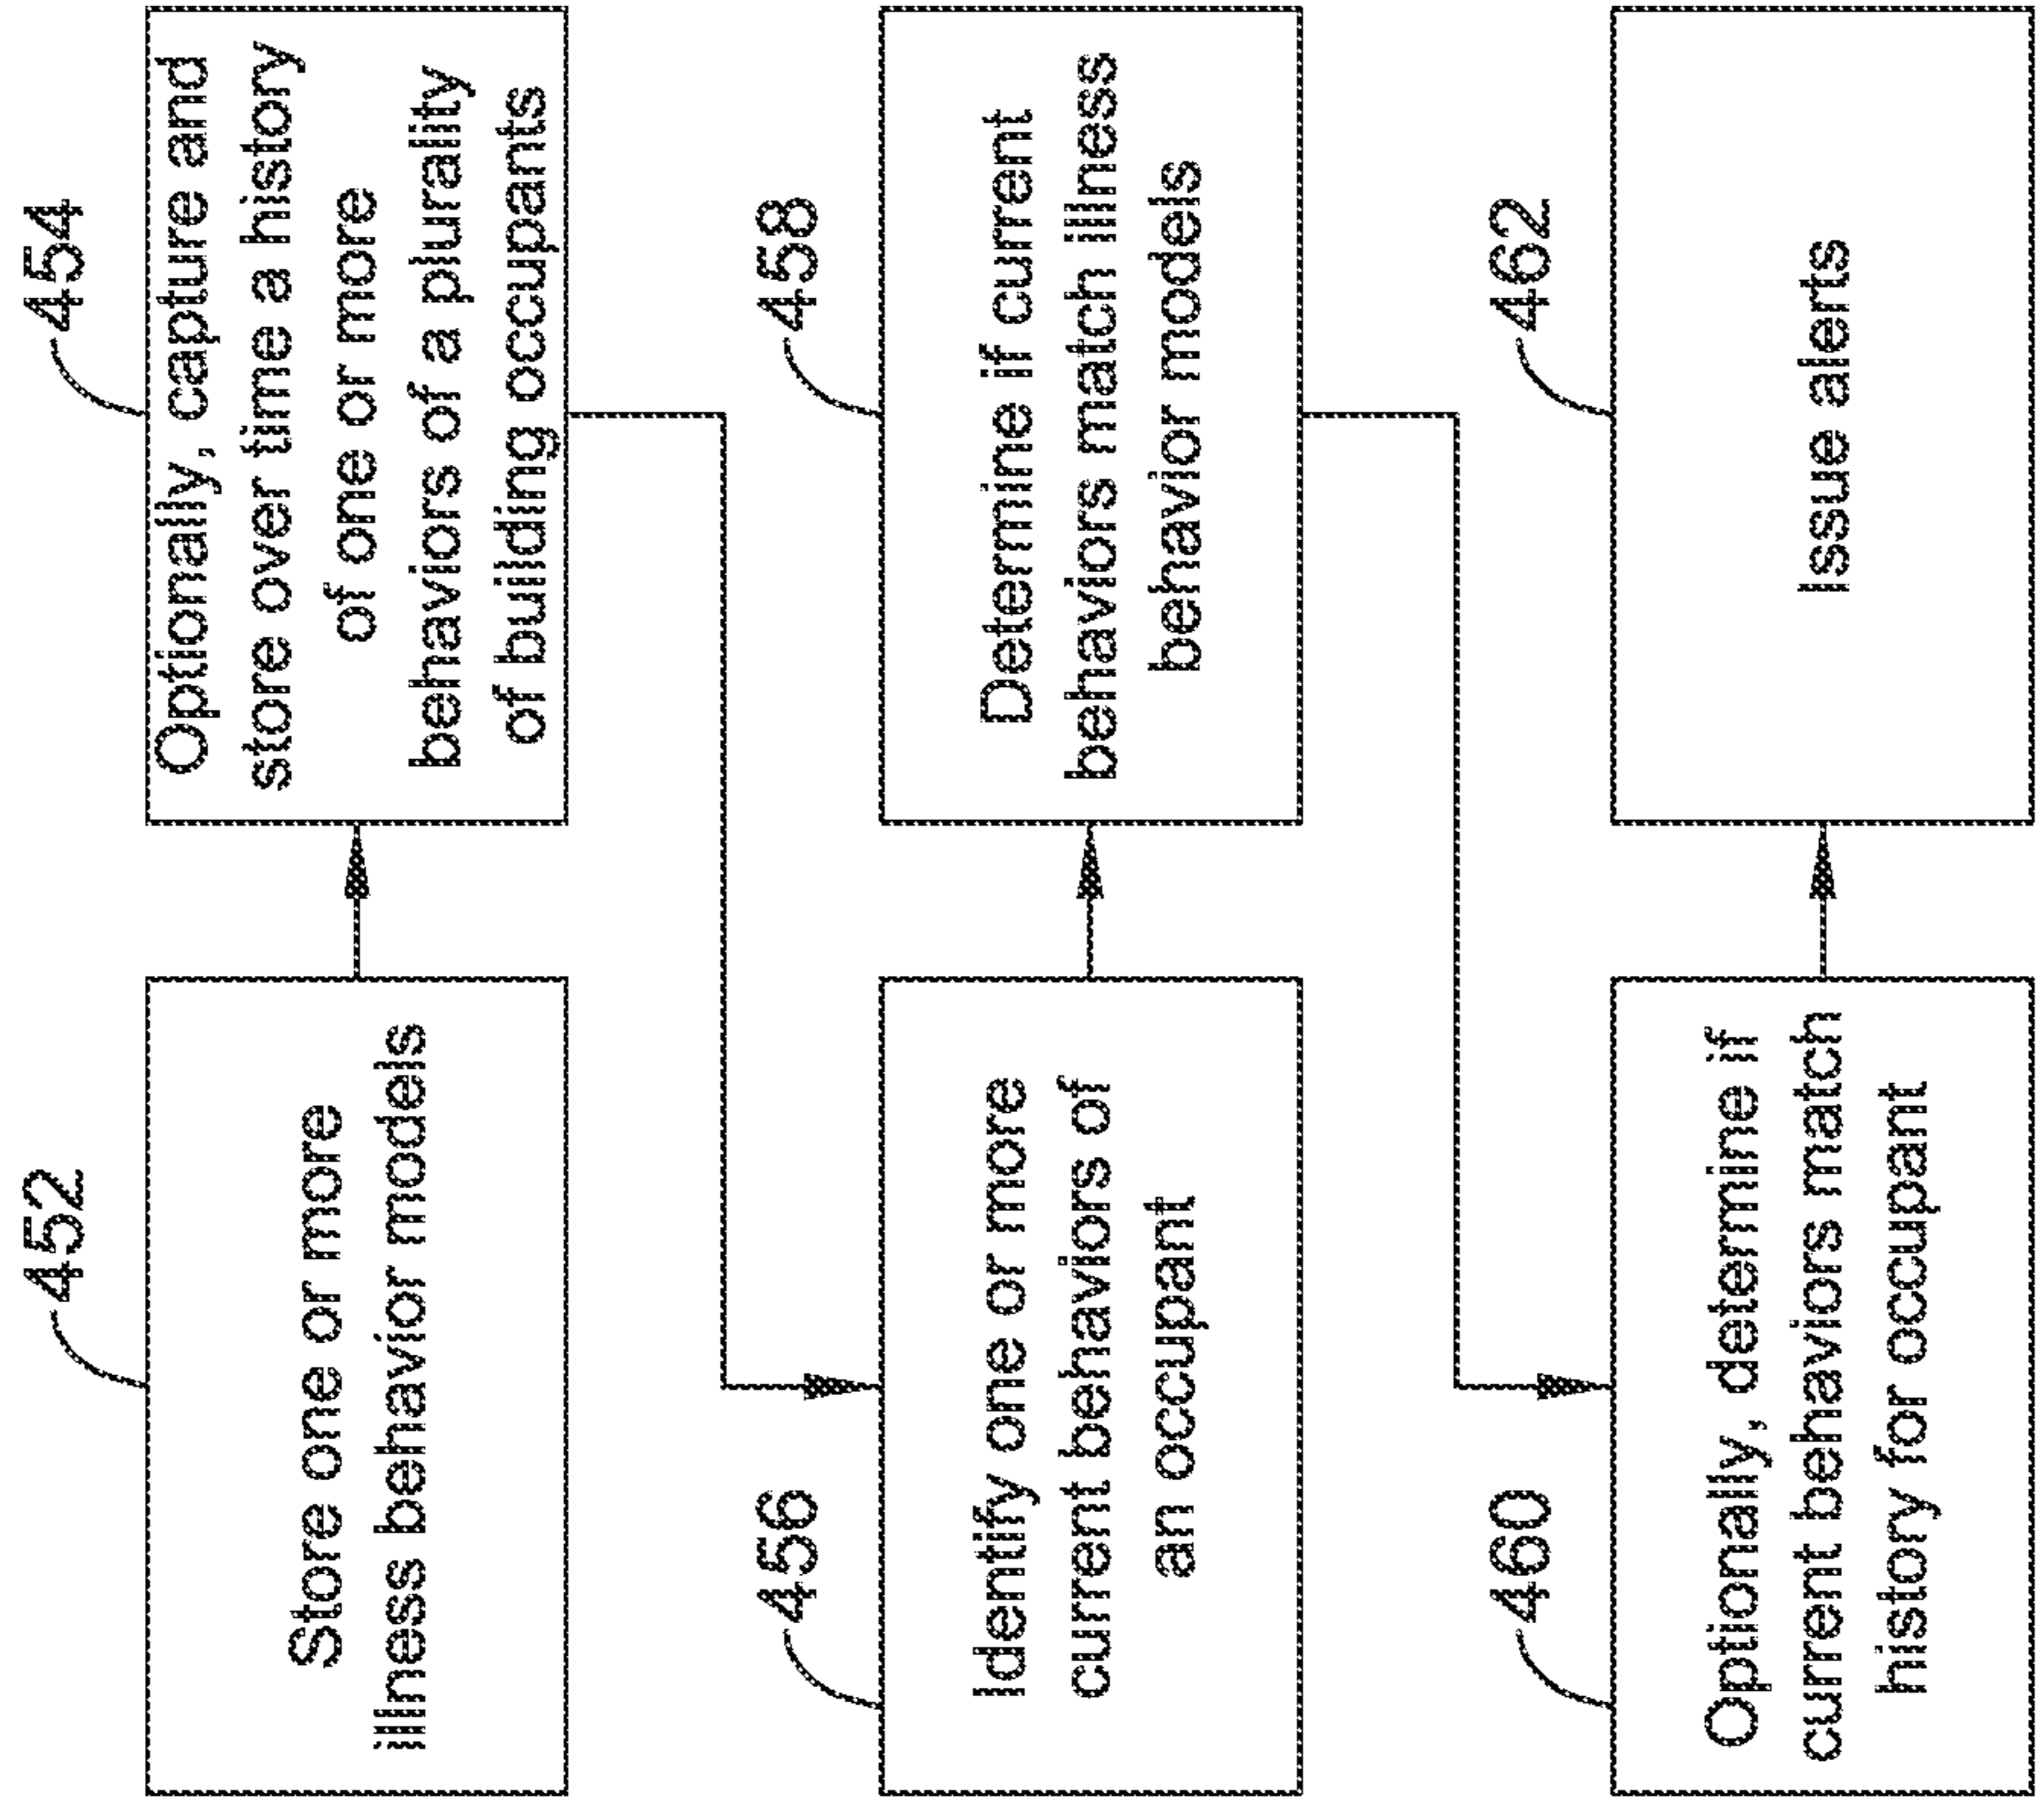 452
Store one or more
illness behavior models
454
Optionally, capture and
store over time a history
of one or more
behaviors of a plurality
of building occupants
456
Identify one or more
current behaviors of
an occupant
458
Determine if current
behaviors match illness
behavior models
460
Optionally, determine if
current behaviors match
history for occupant
462
Issue alerts